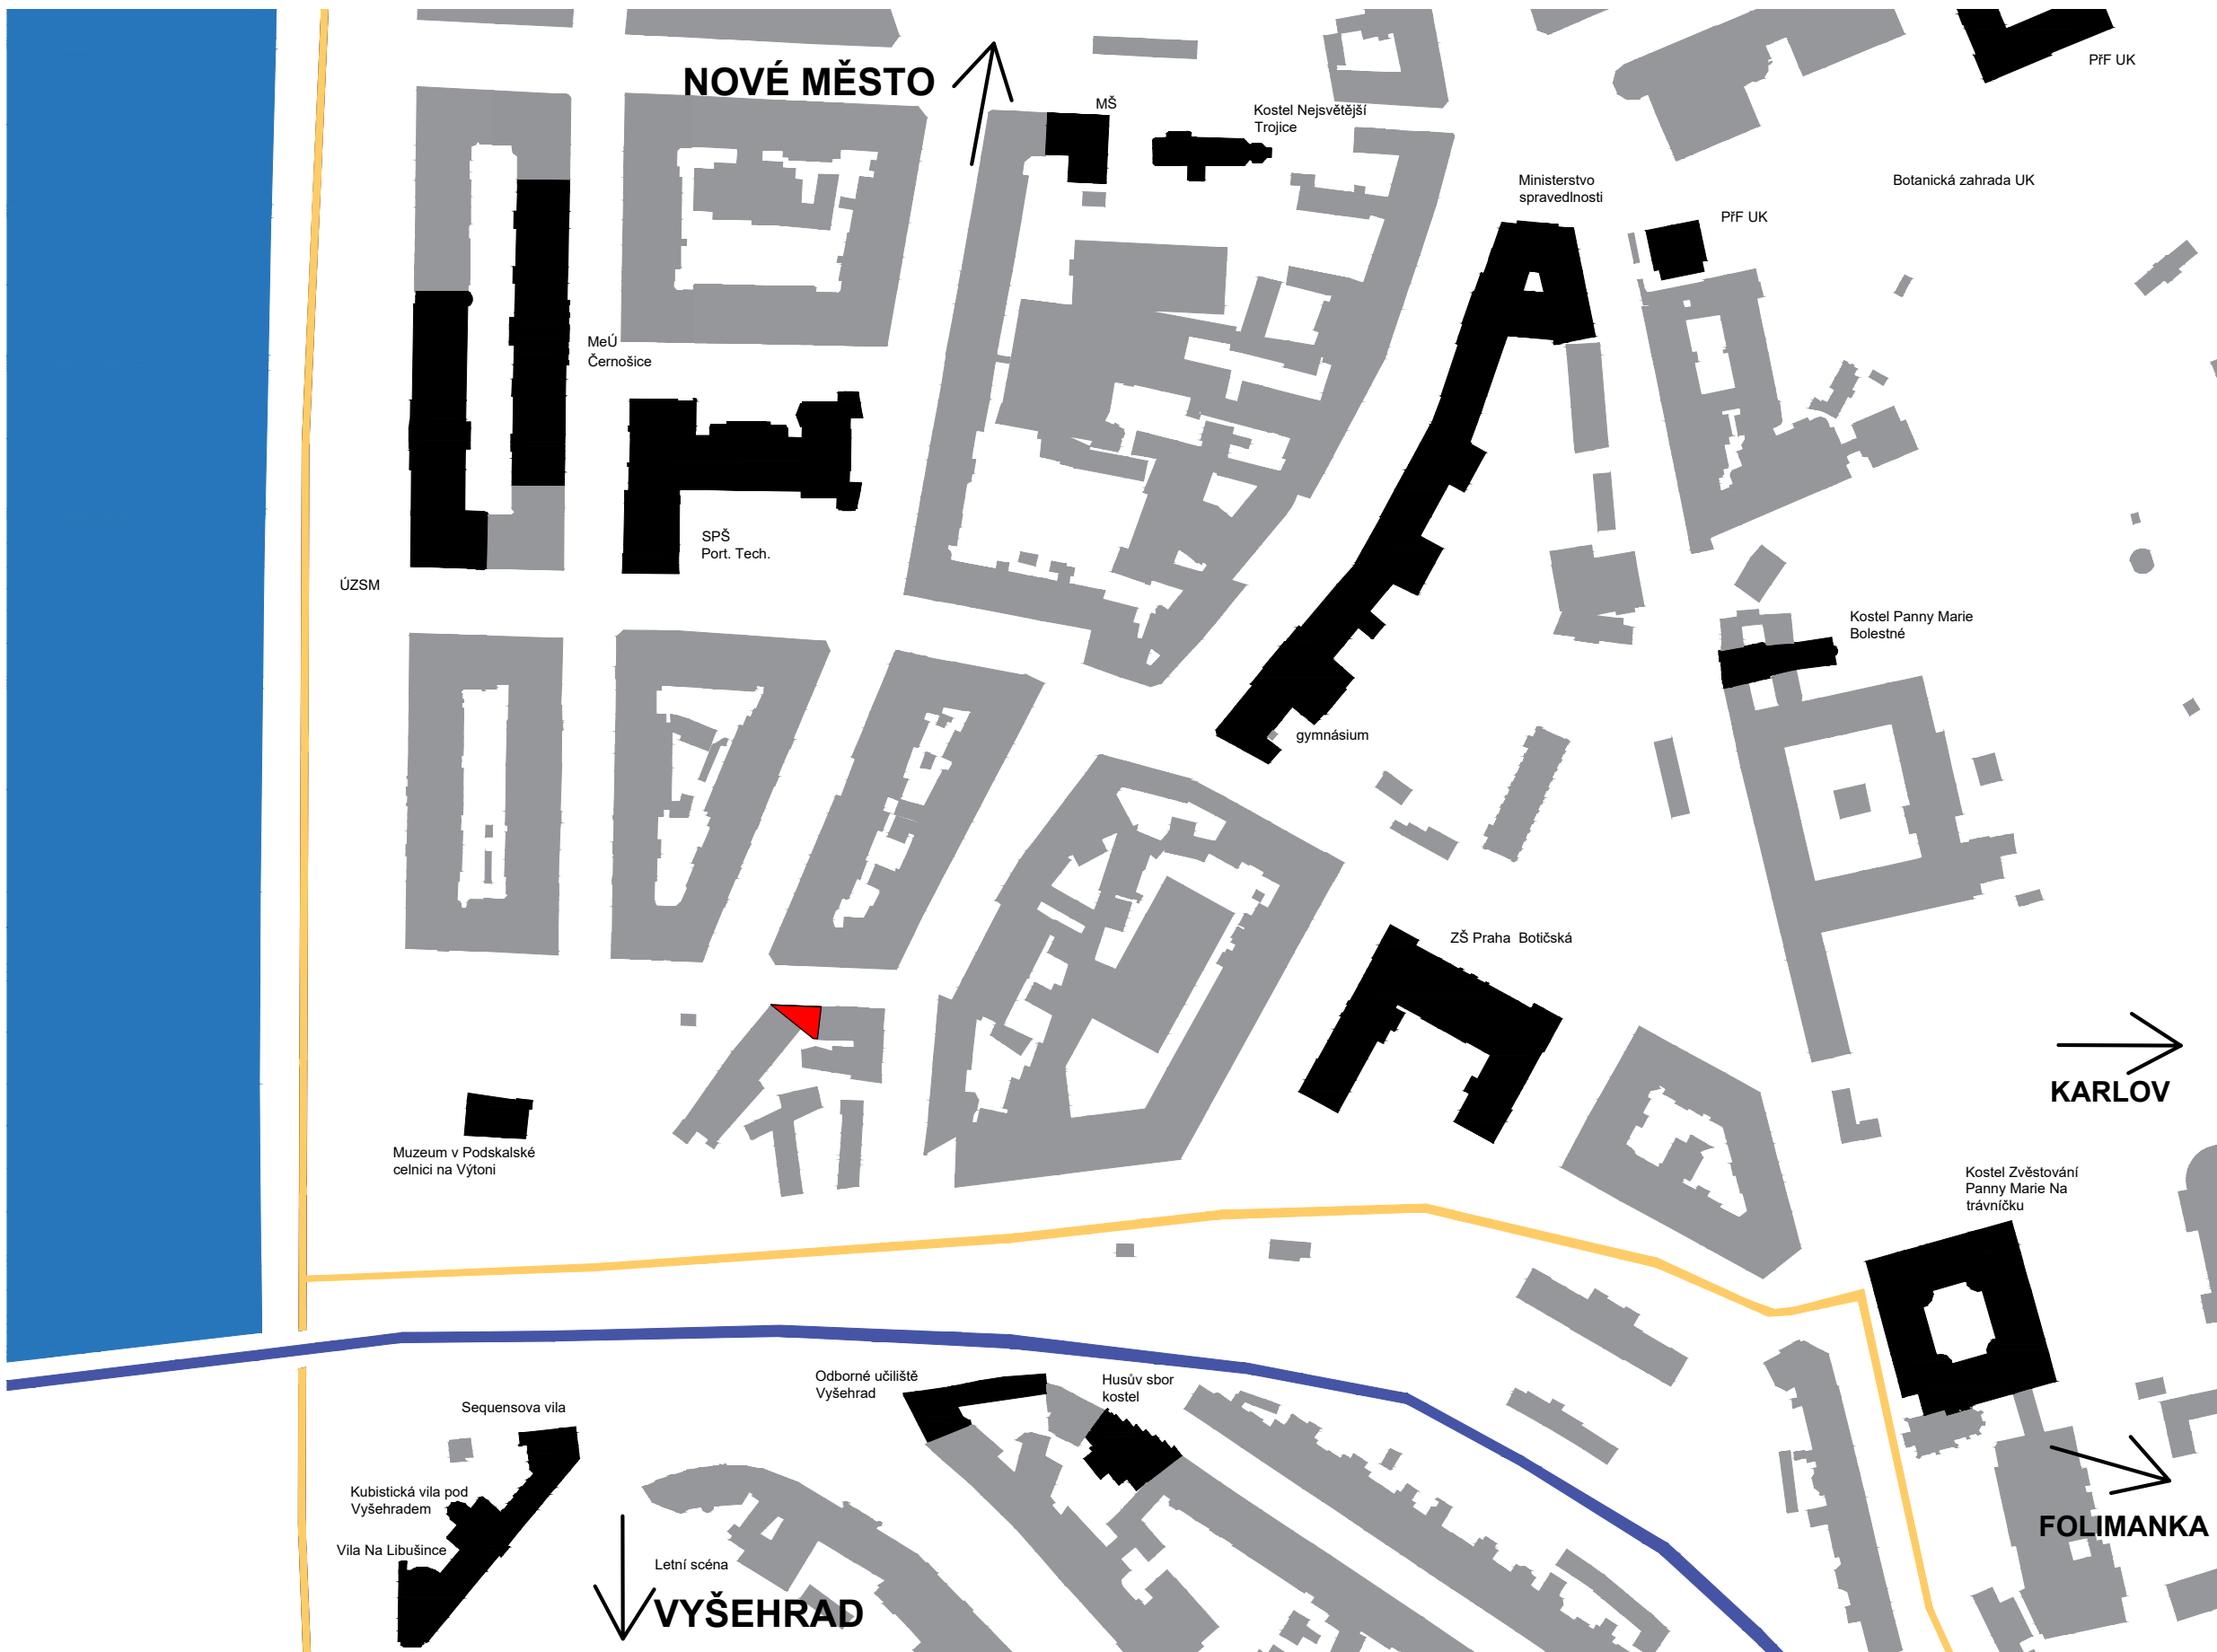 PřF UK
NOVÉ MĚSTO
MŠ
Kostel Nejsvětější
Trojice
Ministerstvo
spravedlnosti
Botanická zahrada UK
PřF UK
MeÚ
Černošice
SPŠ
Port. Tech.
ÚZSM
Kostel Panny Marie
Bolestné
gymnásium
ZŠ Praha Botičská
KARLOV
Muzeum v Podskalské
celnici na Výtoni
Kostel Zvěstování
Panny Marie Na
trávníčku
Odborné učiliště
Vyšehrad
Husův sbor
kostel
Sequensova vila
Kubistická vila pod
Vyšehradem
FOLIMANKA
Vila Na Libušince
Letní scéna
VYŠEHRAD